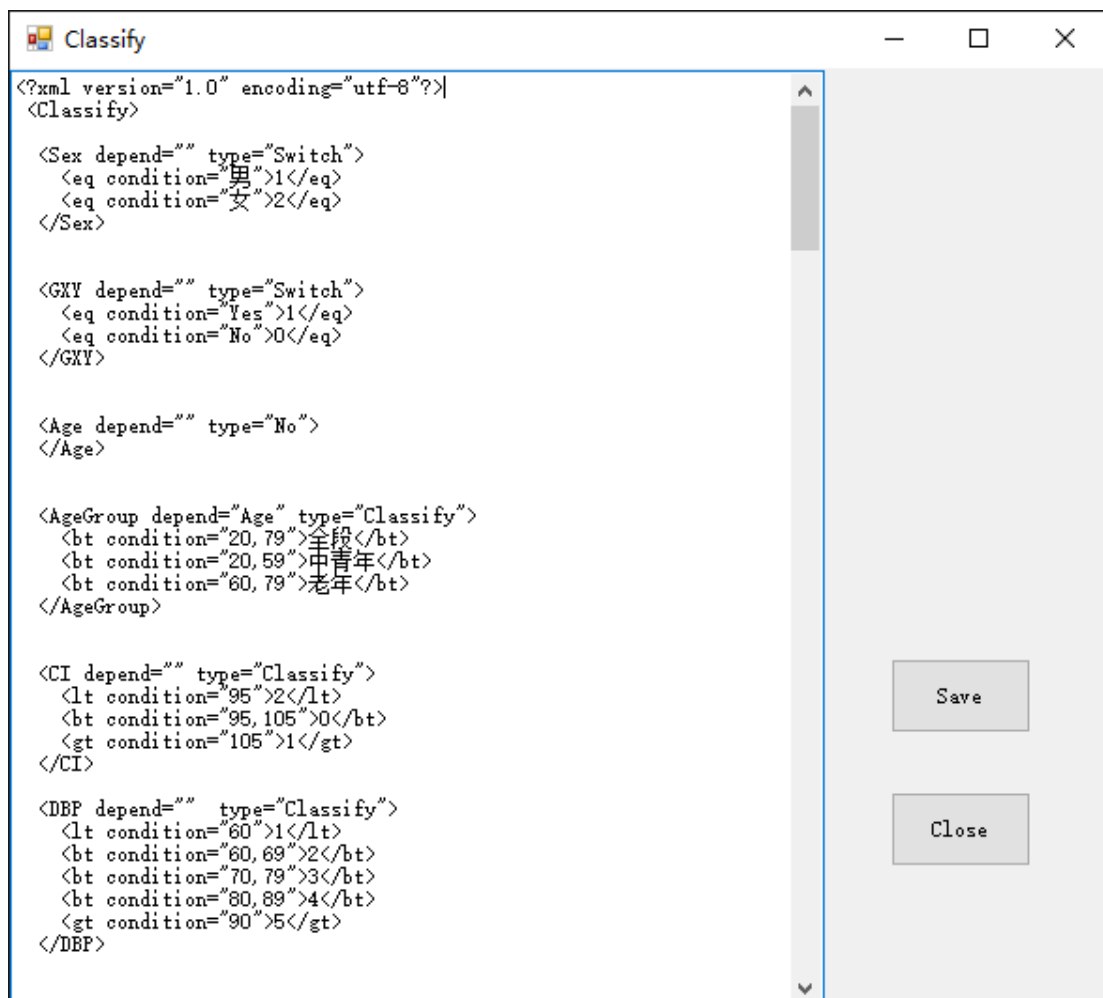 Classify
<?xml version="1.0" encoding="utf-8"?>
<Classify>
<Sex depend="" type="Switch">
<eq condition="男">1</eq>
<eq condition="女">2</eq>
</Sex>
<GXY depend="" type="Switch">
<eq condition="Yes">1</eq>
<eq condition="No">0</eq>
</GXY>
<Age depend="" type="No">
</Age>
<AgeGroup depend="Age" type="Classify">
<bt condition="20,79">全段</bt>
<bt condition="20,59">中青年</bt>
<bt condition="60,79">老年</bt>
</AgeGroup>
<CI depend="" type="Classify">
<lt condition="95">2</lt>
<bt condition="95,105">0</bt>
<gt condition="105">1</gt>
</CI>
<DBP depend=""  type="Classify">
<lt condition="60">1</lt>
<bt condition="60,69">2</bt>
<bt condition="70,79">3</bt>
<bt condition="80,89">4</bt>
<gt condition="90">5</gt>
</DBP>
Save
Close